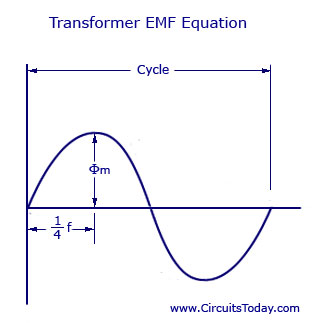 Transformer EMF Equation
Cycle
Φm
1/4 f
www.CircuitsToday.com